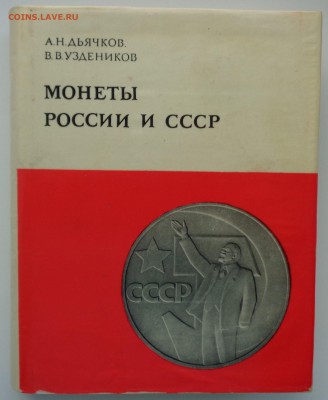 COINS.LAVE.RU
А.Н.ДЬЯЧКОВ,
В.В.УЗДЕНИКОВ
МОНЕТЫ
РОССИИ И СССР
СССР